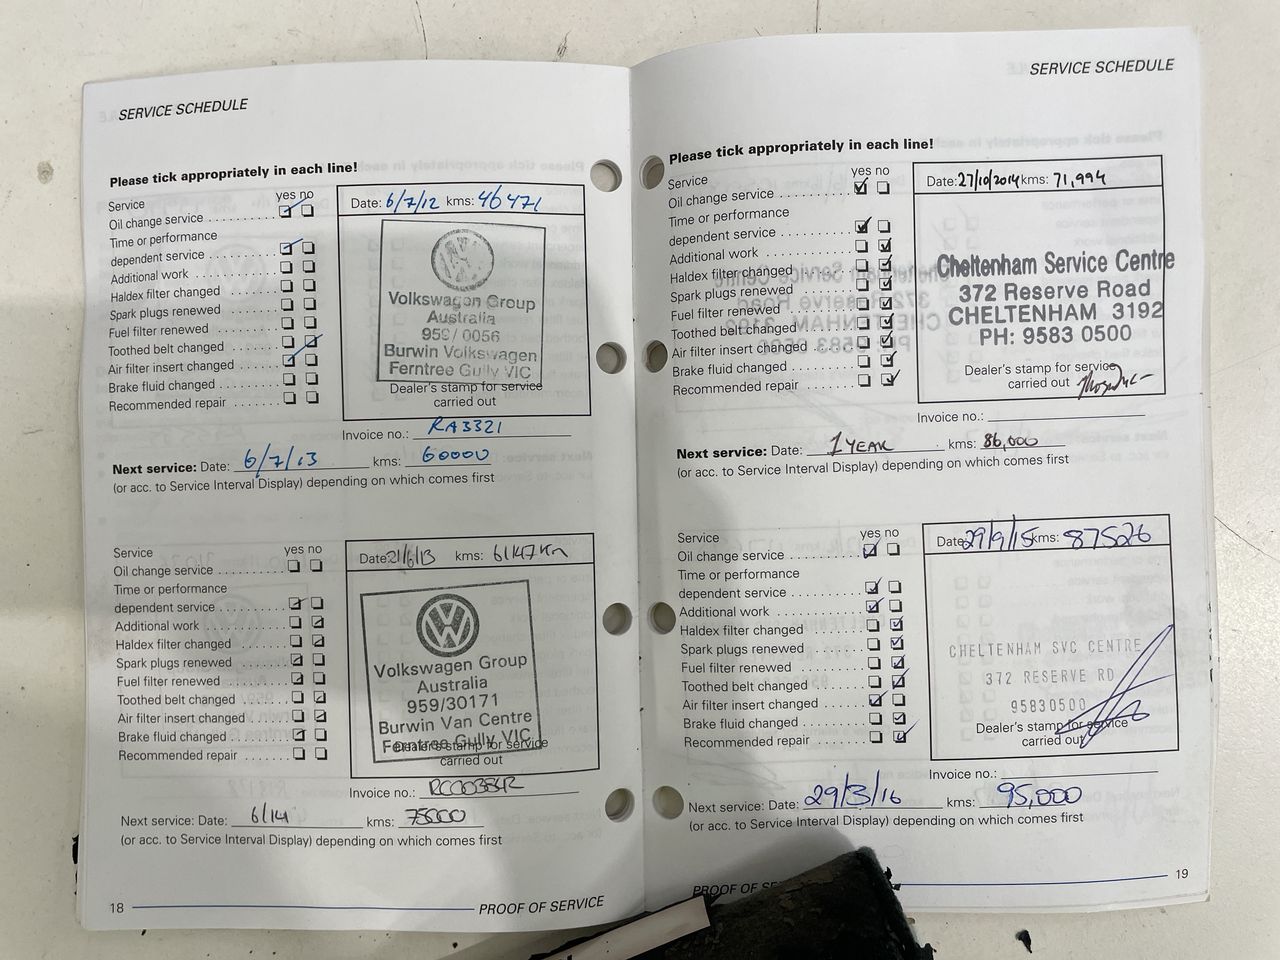 SERVICE SCHEDULE
Please tick appropriately in each line!
Service yes no
Oil change service
Time or performance
dependent service
Additional work
Haldex filter changed
Spark plugs renewed
Fuel filter renewed
Toothed belt changed
Air filter insert changed
Brake fluid changed
Recommended repair
Date: 6/7/12 kms: 46471
Volkswagen Group
Australia
959/0056
Burwin Volkswagen
Ferntree Gully VIC
Dealer's stamp for service
carried out
Invoice no.: RA3321
Next service: Date: 6/7/13 kms: 60000
(or acc. to Service Interval Display) depending on which comes first
Service yes no
Oil change service
Time or performance
dependent service
Additional work
Haldex filter changed
Spark plugs renewed
Fuel filter renewed
Toothed belt changed
Air filter insert changed
Brake fluid changed
Recommended repair
Date: 21/6/13 kms: 61147Km
Volkswagen Group
Australia
959/30171
Burwin Van Centre
Ferntree Gully VIC
Dealer's stamp for service
carried out
Invoice no.:
Next service: Date: 6/14 kms: 75000
(or acc. to Service Interval Display) depending on which comes first
18 PROOF OF SERVICE
SERVICE SCHEDULE
Please tick appropriately in each line!
Service yes no
Oil change service
Time or performance
dependent service
Additional work
Haldex filter changed
Spark plugs renewed
Fuel filter renewed
Toothed belt changed
Air filter insert changed
Brake fluid changed
Recommended repair
Date: 27/10/2014 kms: 71,994
Cheltenham Service Centre
372 Reserve Road
CHELTENHAM 3192
PH: 9583 0500
Dealer's stamp for service
carried out
Invoice no.:
Next service: Date: 1 YEAR kms: 86,000
(or acc. to Service Interval Display) depending on which comes first
Service yes no
Oil change service
Time or performance
dependent service
Additional work
Haldex filter changed
Spark plugs renewed
Fuel filter renewed
Toothed belt changed
Air filter insert changed
Brake fluid changed
Recommended repair
Date: 29/9/15 kms: 87526
CHELTENHAM SVC CENTRE
372 RESERVE RD
95830500
Dealer's stamp for service
carried out
Invoice no.:
Next service: Date: 29/3/16 kms: 95,000
(or acc. to Service Interval Display) depending on which comes first
PROOF OF 19